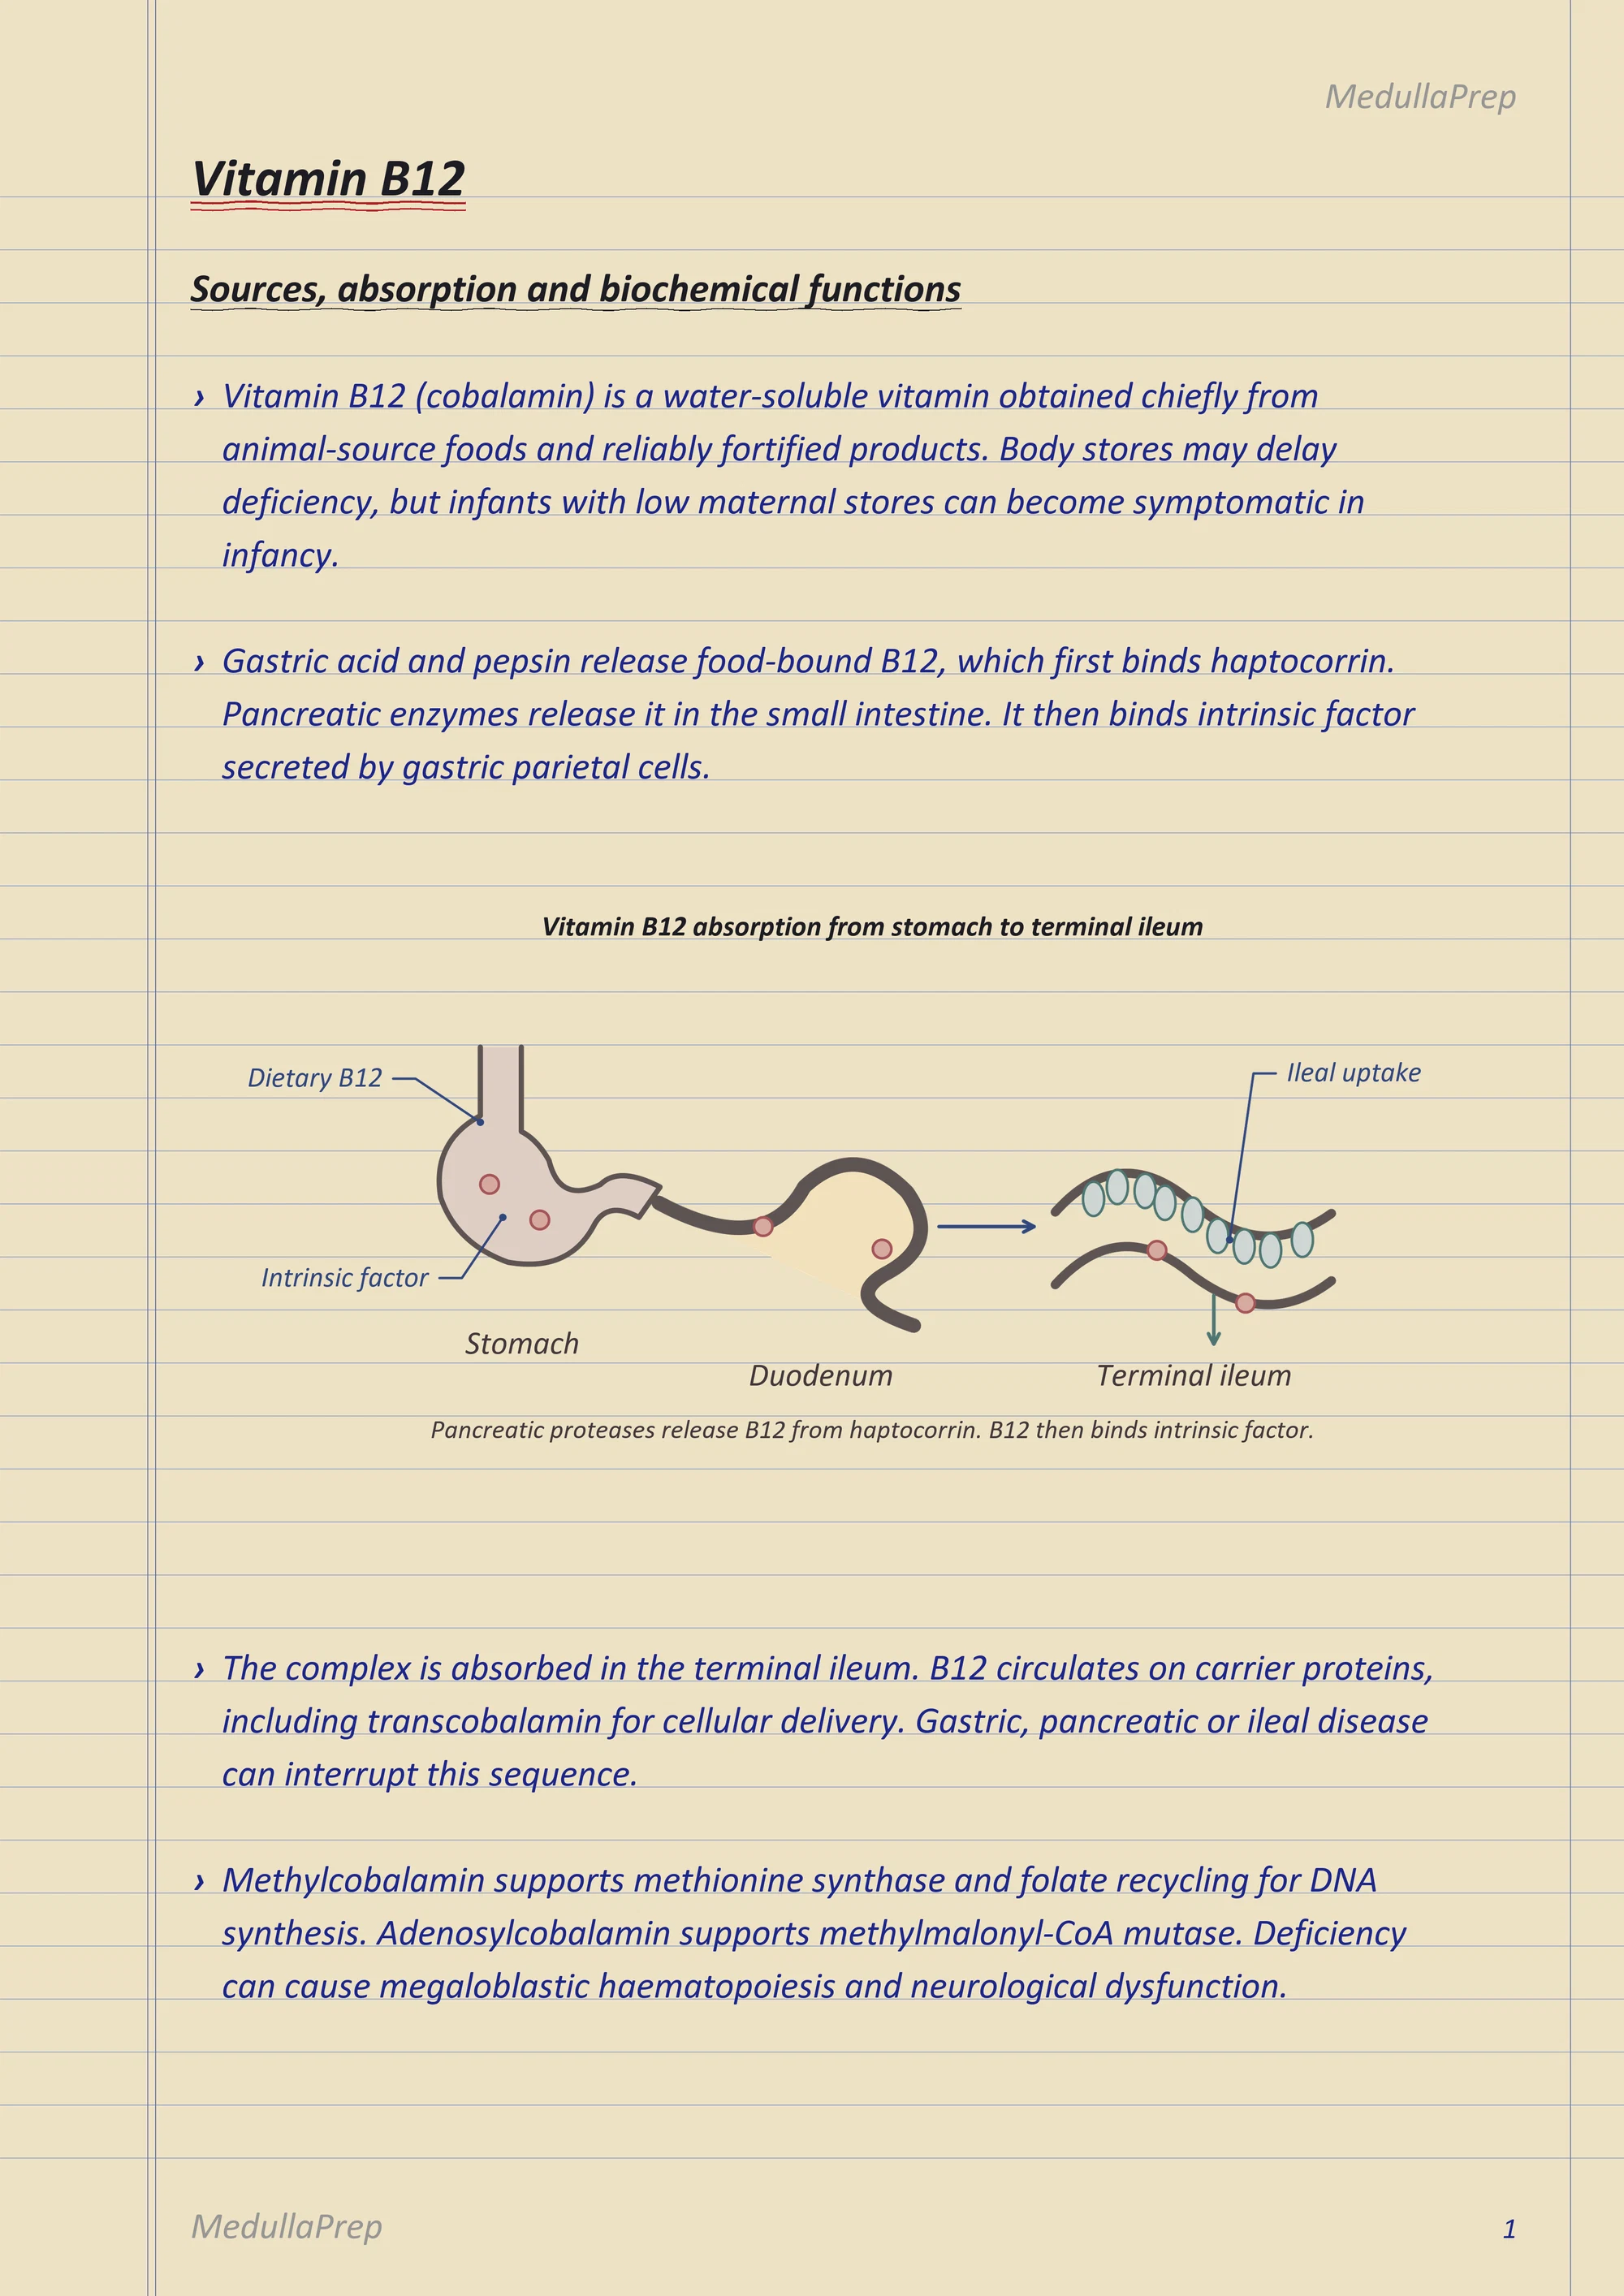 MedullaPrep
Vitamin B12
Sources, absorption and biochemical functions
› Vitamin B12 (cobalamin) is a water-soluble vitamin obtained chiefly from
animal-source foods and reliably fortified products. Body stores may delay
deficiency, but infants with low maternal stores can become symptomatic in
infancy.
› Gastric acid and pepsin release food-bound B12, which first binds haptocorrin.
Pancreatic enzymes release it in the small intestine. It then binds intrinsic factor
secreted by gastric parietal cells.
Vitamin B12 absorption from stomach to terminal ileum
Dietary B12
Ileal uptake
Intrinsic factor
Stomach
Duodenum
Terminal ileum
Pancreatic proteases release B12 from haptocorrin. B12 then binds intrinsic factor.
› The complex is absorbed in the terminal ileum. B12 circulates on carrier proteins,
including transcobalamin for cellular delivery. Gastric, pancreatic or ileal disease
can interrupt this sequence.
› Methylcobalamin supports methionine synthase and folate recycling for DNA
synthesis. Adenosylcobalamin supports methylmalonyl-CoA mutase. Deficiency
can cause megaloblastic haematopoiesis and neurological dysfunction.
MedullaPrep
1